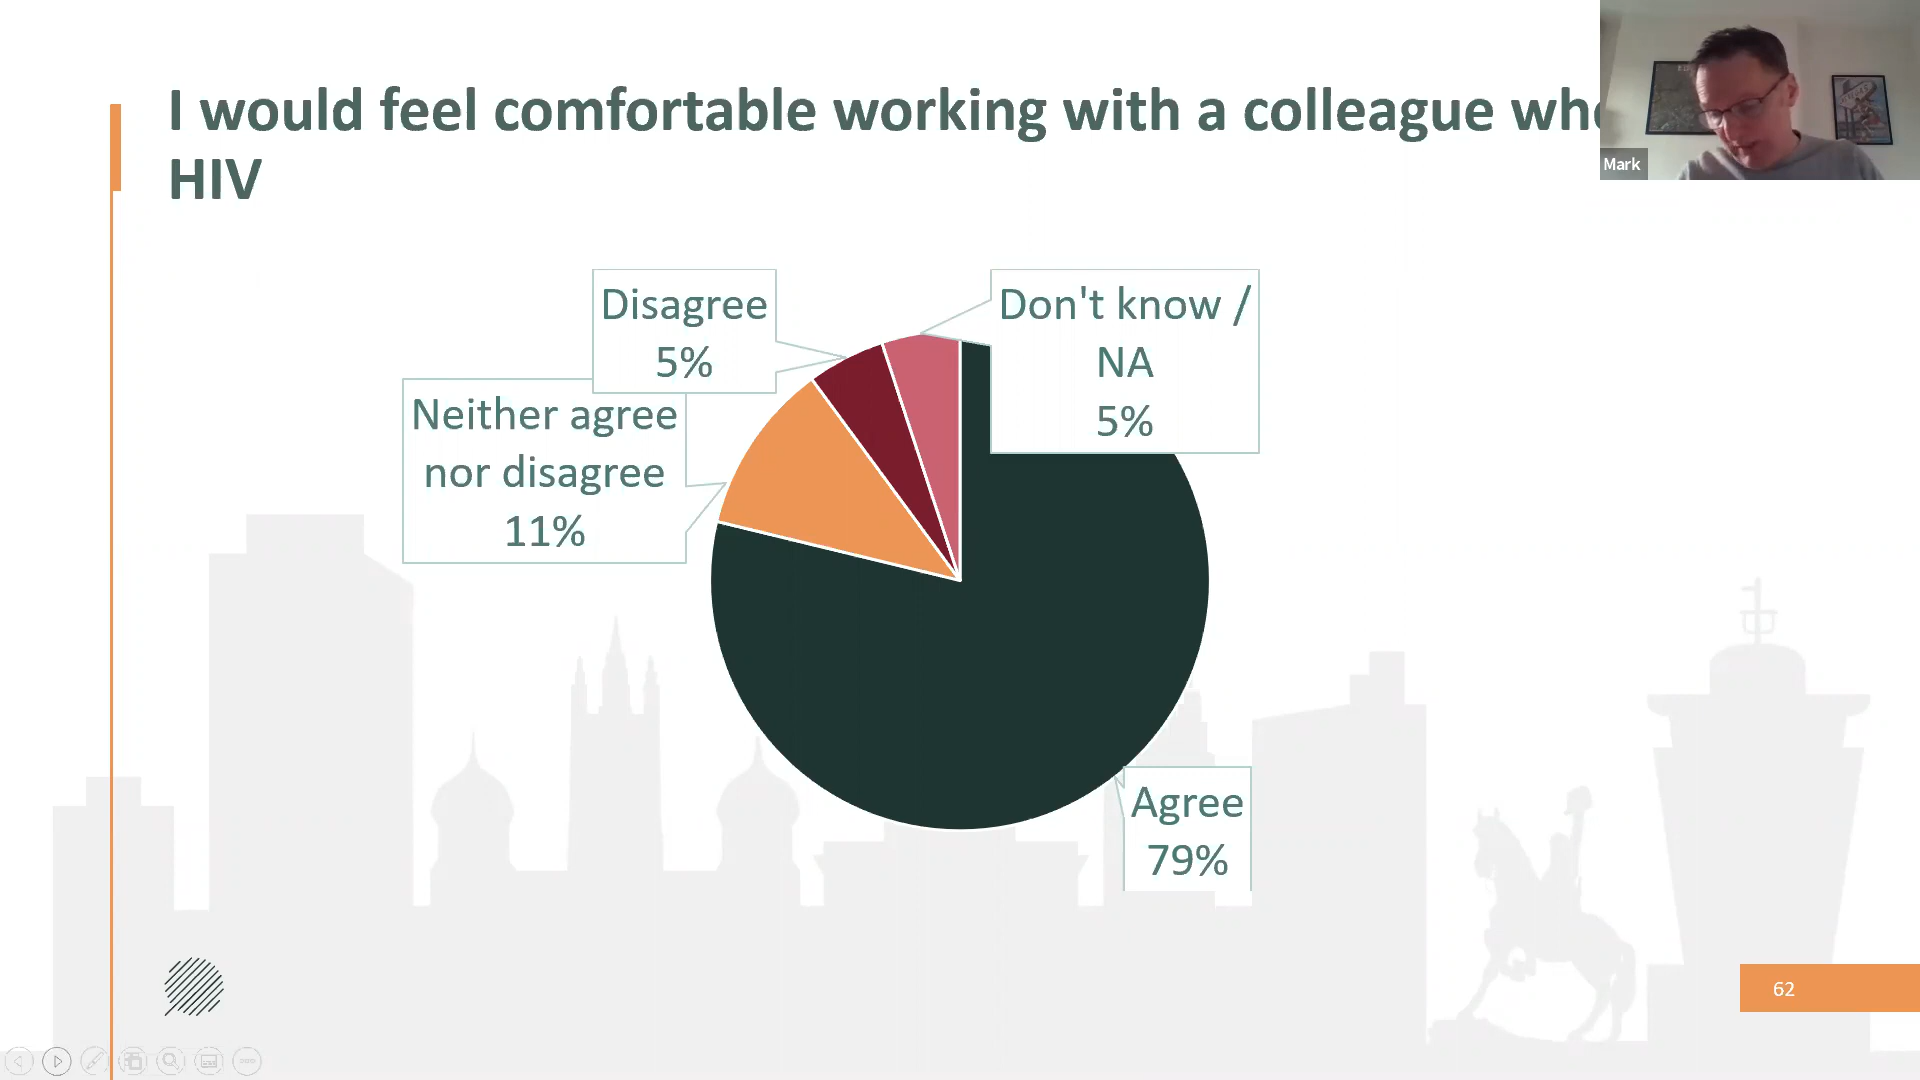 I would feel comfortable working with a colleague
HIV
Mark
Disagree
5%
Don't know /
NA
5%
Neither agree
nor disagree
11%
Agree
79%
62